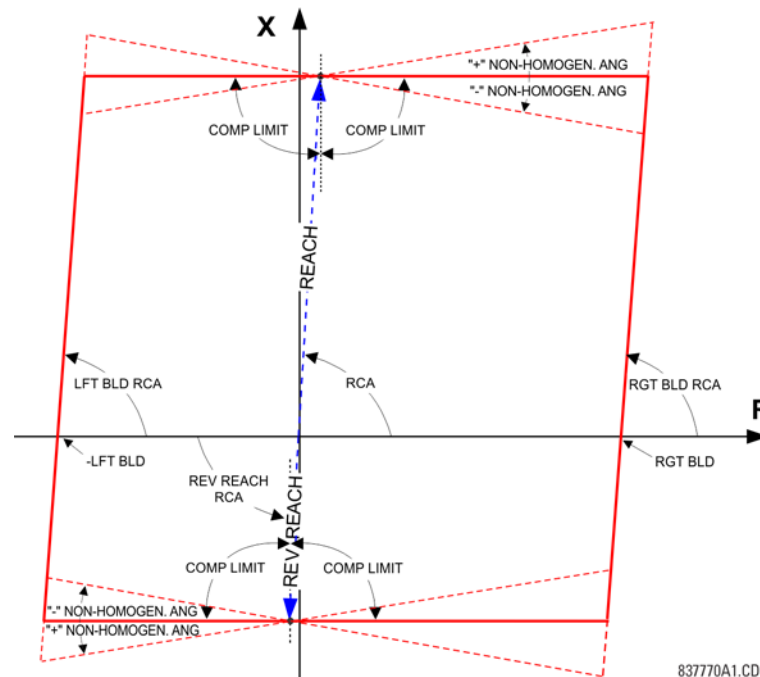 X
"+" NON-HOMOGEN. ANG
"-" NON-HOMOGEN. ANG
COMP LIMIT
COMP LIMIT
REACH
LFT BLD RCA
RCA
RGT BLD RCA
R
-LFT BLD
RGT BLD
REV REACH
RCA
REV REACH
COMP LIMIT
COMP LIMIT
"-" NON-HOMOGEN. ANG
"+" NON-HOMOGEN. ANG
837770A1.CD